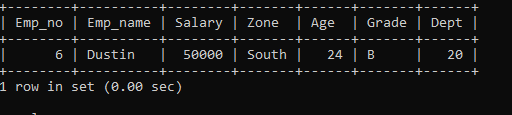 +--------+----------+--------+-------+------+-------+------+
| Emp_no | Emp_name | Salary | Zone  | Age  | Grade | Dept |
+--------+----------+--------+-------+------+-------+------+
|      6 | Dustin   |  50000 | South |   24 | B     |   20 |
+--------+----------+--------+-------+------+-------+------+
1 row in set (0.00 sec)